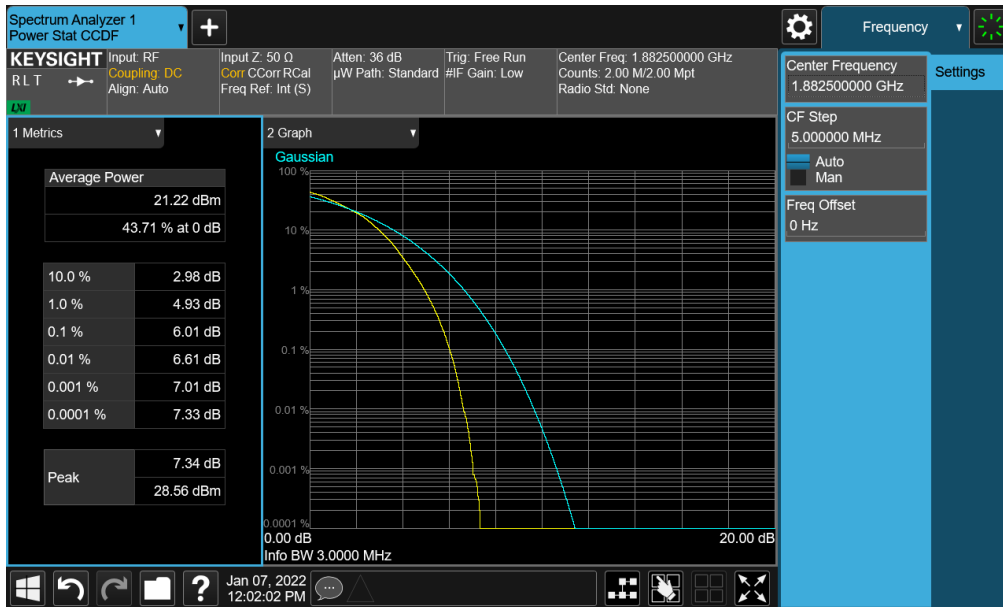 Spectrum Analyzer 1
Power Stat CCDF
Frequency
KEYSIGHT
R L T
LXI
Input: RF
Coupling: DC
Align: Auto
Input Z: 50 Ω
Corr CCorr RCal
Freq Ref: Int (S)
Atten: 36 dB
µW Path: Standard
Trig: Free Run
#IF Gain: Low
Center Freq: 1.882500000 GHz
Counts: 2.00 M/2.00 Mpt
Radio Std: None
Center Frequency
1.882500000 GHz
Settings
CF Step
5.000000 MHz
Auto
Man
Freq Offset
0 Hz
1 Metrics
Average Power
21.22 dBm
43.71 % at 0 dB
10.0 % 2.98 dB
1.0 % 4.93 dB
0.1 % 6.01 dB
0.01 % 6.61 dB
0.001 % 7.01 dB
0.0001 % 7.33 dB
Peak
7.34 dB
28.56 dBm
2 Graph
Gaussian
100 %
10 %
1 %
0.1 %
0.01 %
0.001 %
0.0001 %
0.00 dB 20.00 dB
Info BW 3.0000 MHz
?
Jan 07, 2022
12:02:02 PM